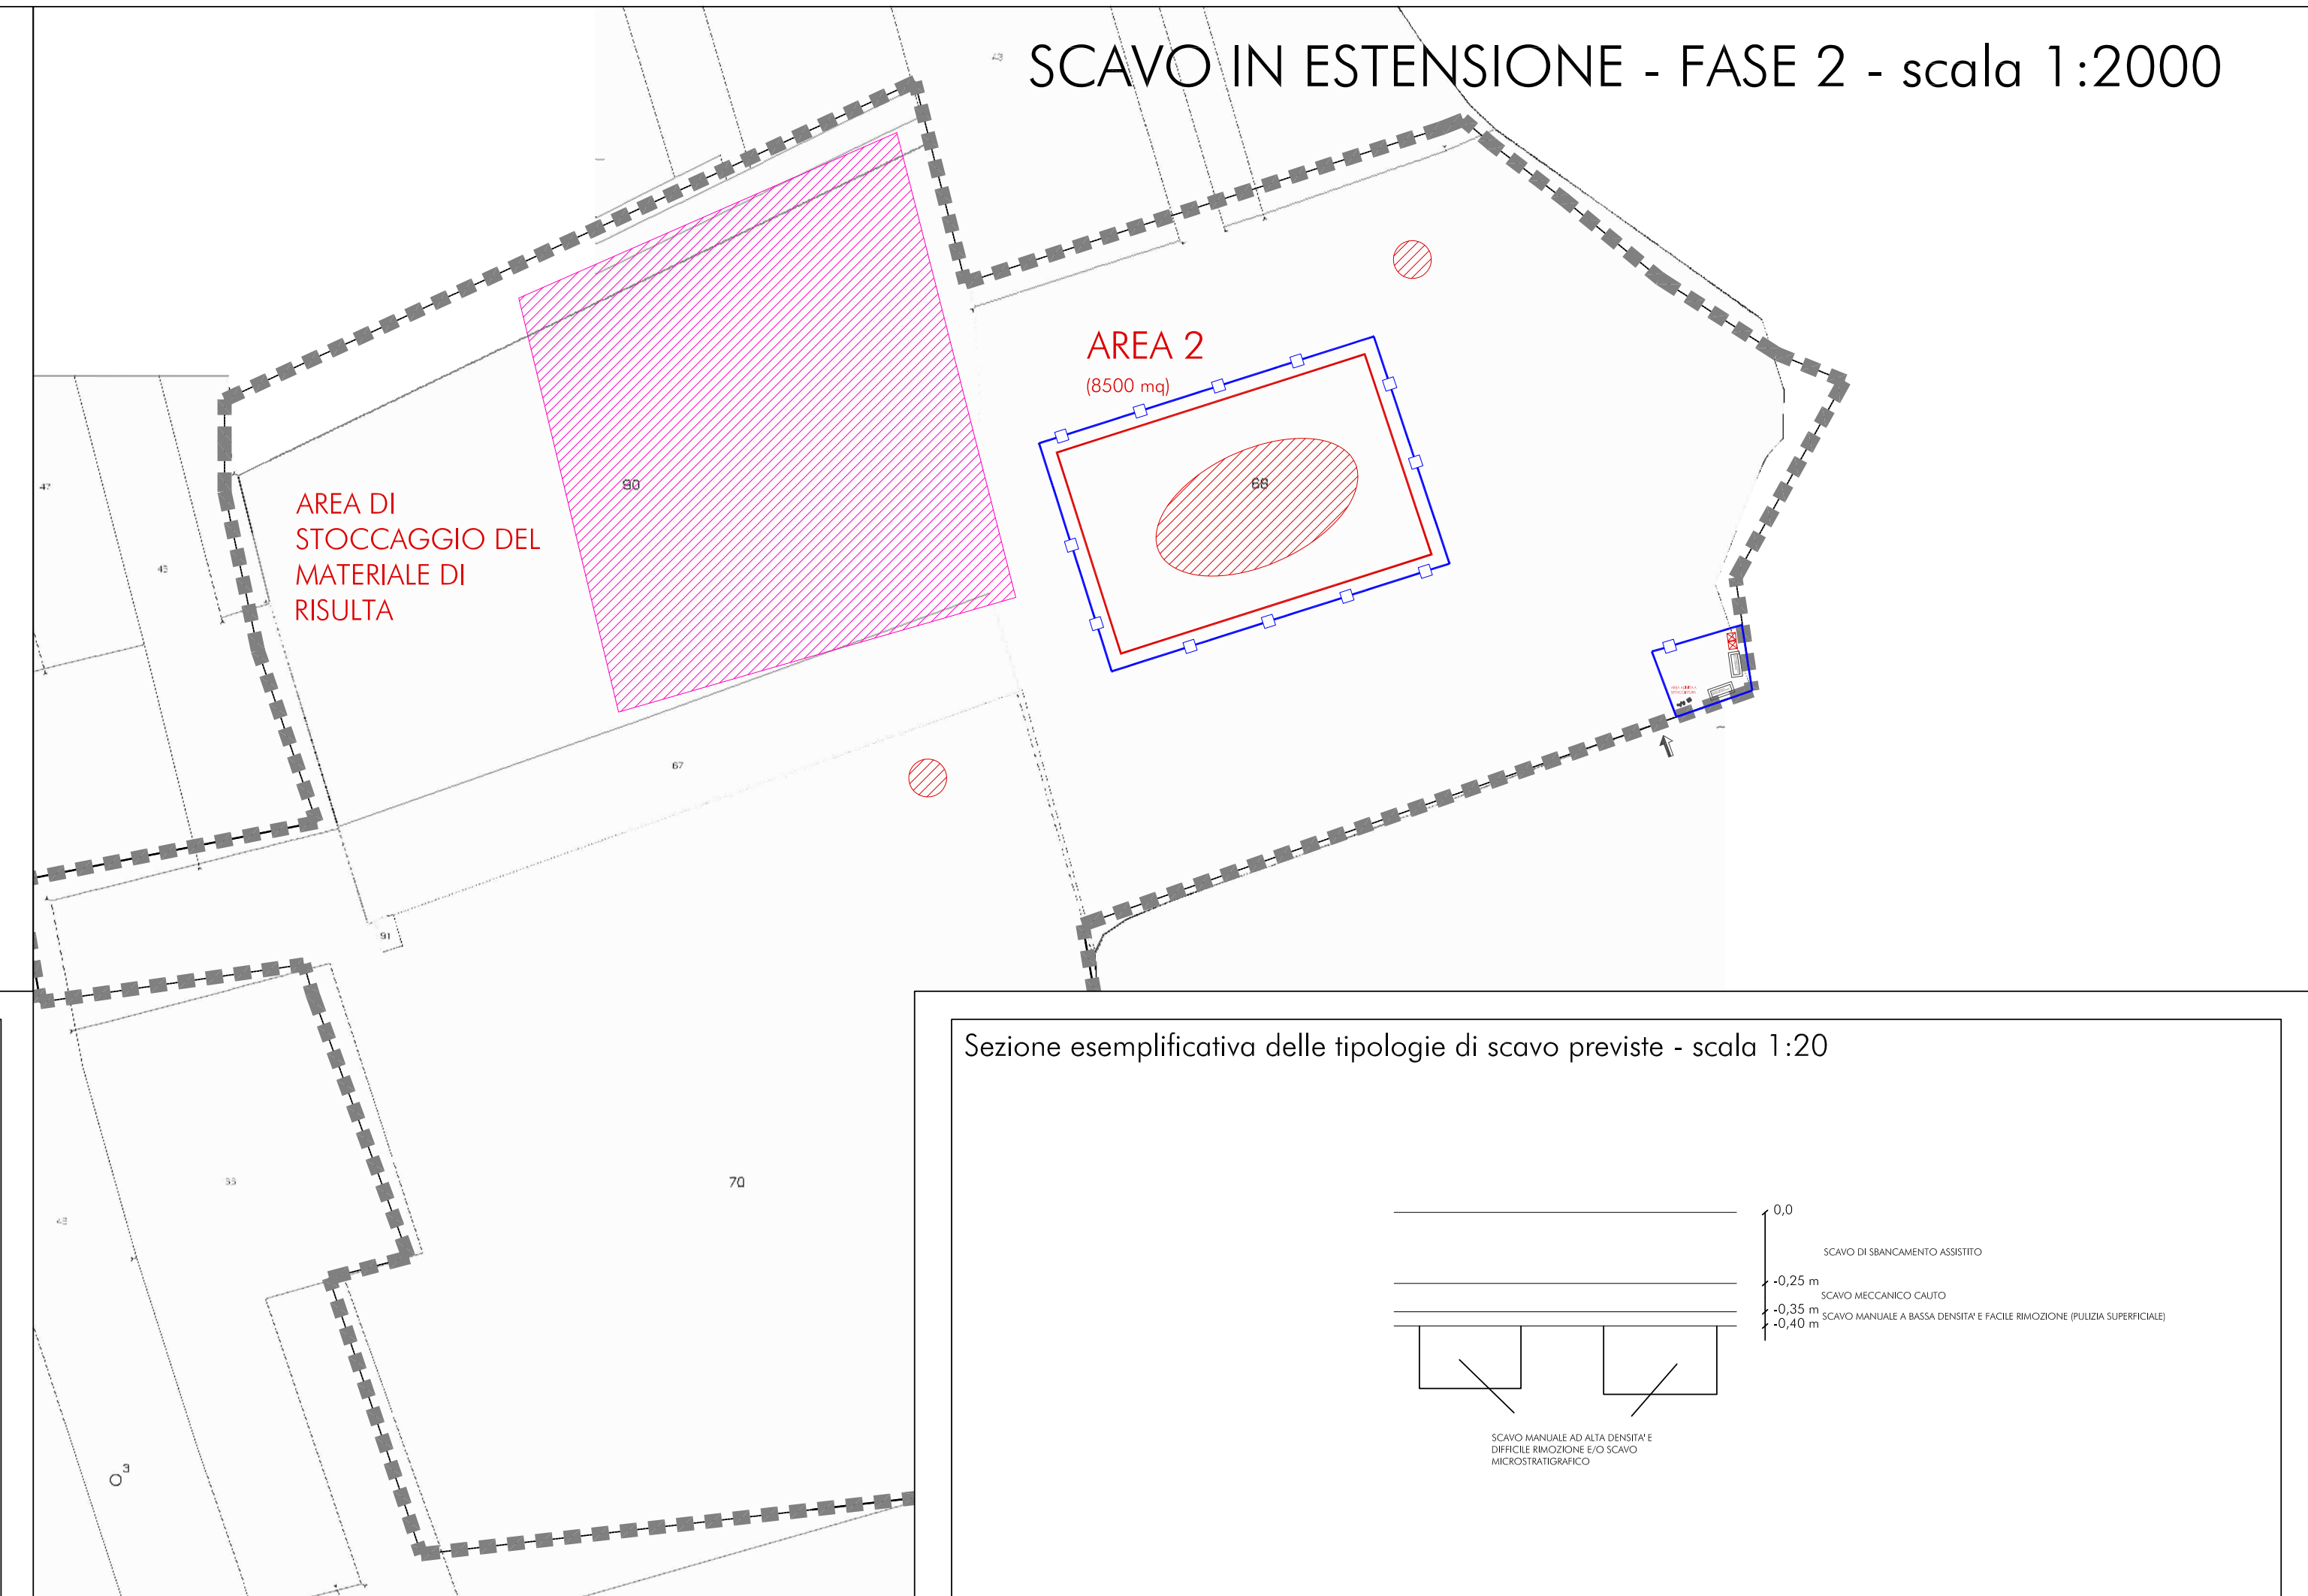 SCAVO IN ESTENSIONE - FASE 2 - scala 1:2000
AREA 2
(8500 mq)
AREA DI
STOCCAGGIO DEL
MATERIALE DI
RISULTA
47
90
68
67
91
70
3
Sezione esemplificativa delle tipologie di scavo previste - scala 1:20
0,0
SCAVO DI SBANCAMENTO ASSISTITO
-0,25 m
SCAVO MECCANICO CAUTO
-0,35 m
SCAVO MANUALE A BASSA DENSITA' E FACILE RIMOZIONE (PULIZIA SUPERFICIALE)
-0,40 m
SCAVO MANUALE AD ALTA DENSITA' E
DIFFICILE RIMOZIONE E/O SCAVO
MICROSTRATIGRAFICO